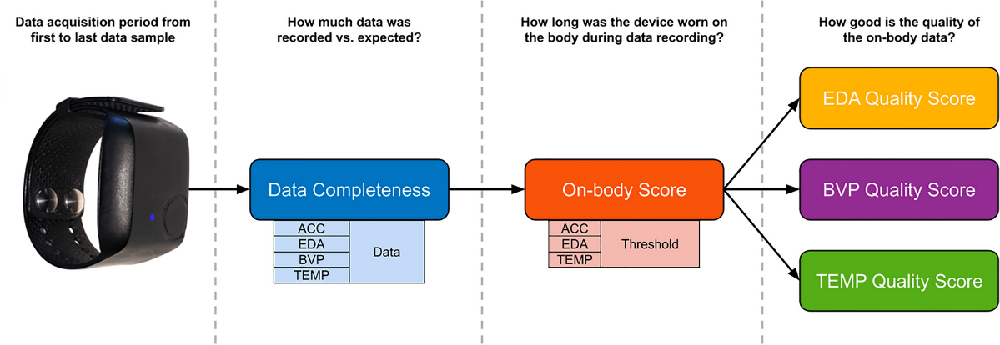 Data acquisition period from
first to last data sample
How much data was
recorded vs. expected?
How long was the device worn on
the body during data recording?
How good is the quality of
the on-body data?
Data Completeness
ACC
EDA
BVP
TEMP
Data
On-body Score
ACC
EDA
TEMP
Threshold
EDA Quality Score
BVP Quality Score
TEMP Quality Score